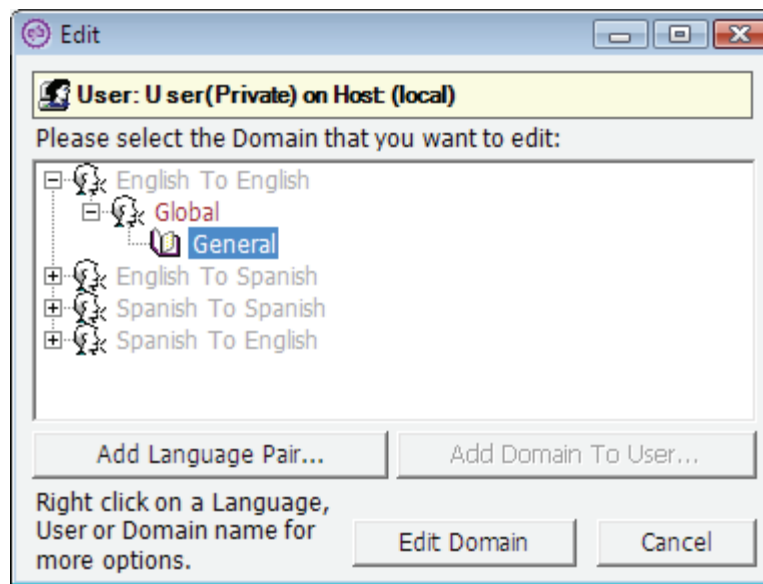 Edit
User: U ser(Private) on Host: (local)
Please select the Domain that you want to edit:
English To English
Global
General
English To Spanish
Spanish To Spanish
Spanish To English
Add Language Pair...
Add Domain To User...
Right click on a Language,
User or Domain name for
more options.
Edit Domain
Cancel